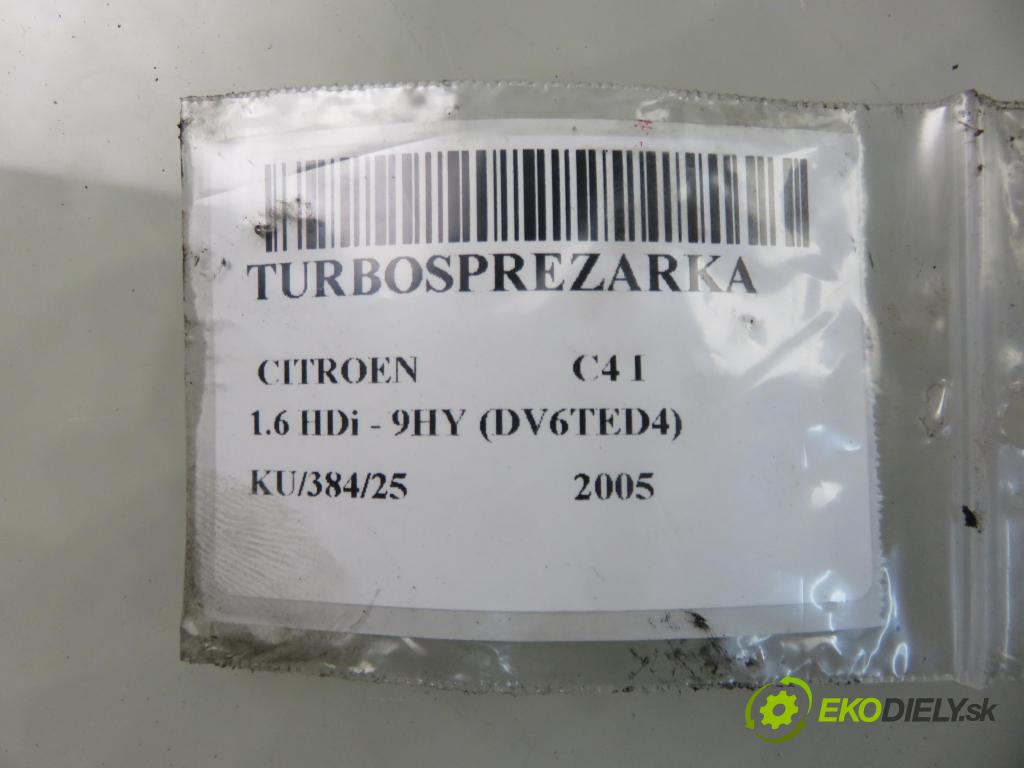 TURBOSPREZARKA
CITROEN C4 I
1.6 HDi - 9HY (DV6TED4)
KU/384/25 2005
EKODIELY.sk